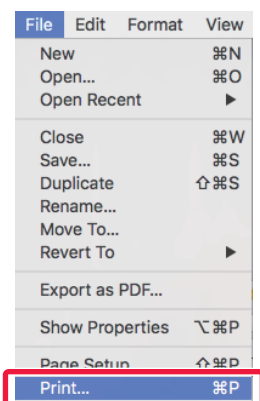 File Edit Format View
New ⌘N
Open... ⌘O
Open Recent ▶
Close ⌘W
Save... ⌘S
Duplicate ⇧⌘S
Rename...
Move To...
Revert To ▶
Export as PDF...
Show Properties ⌥⌘P
Page Setup ⇧⌘P
Print... ⌘P